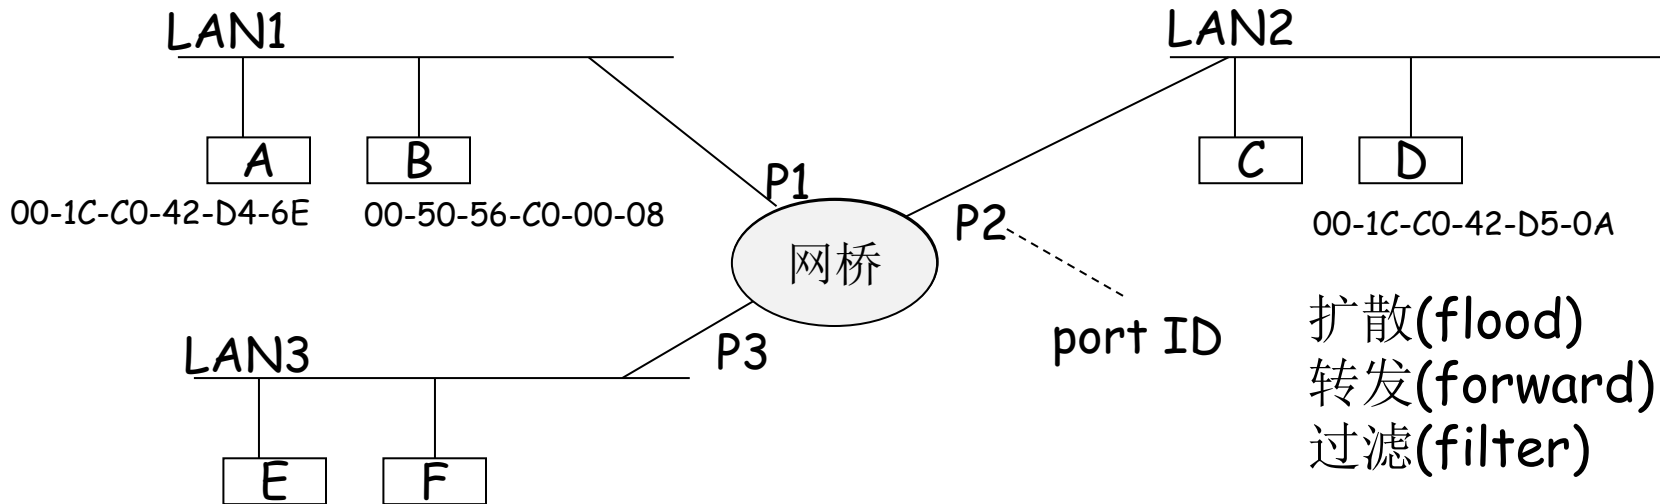 LAN1
LAN2
A
B
C
D
P1
00-1C-C0-42-D4-6E
00-50-56-C0-00-08
P2
00-1C-C0-42-D5-0A
网桥
port ID
扩散(flood)
LAN3
P3
转发(forward)
过滤(filter)
E
F